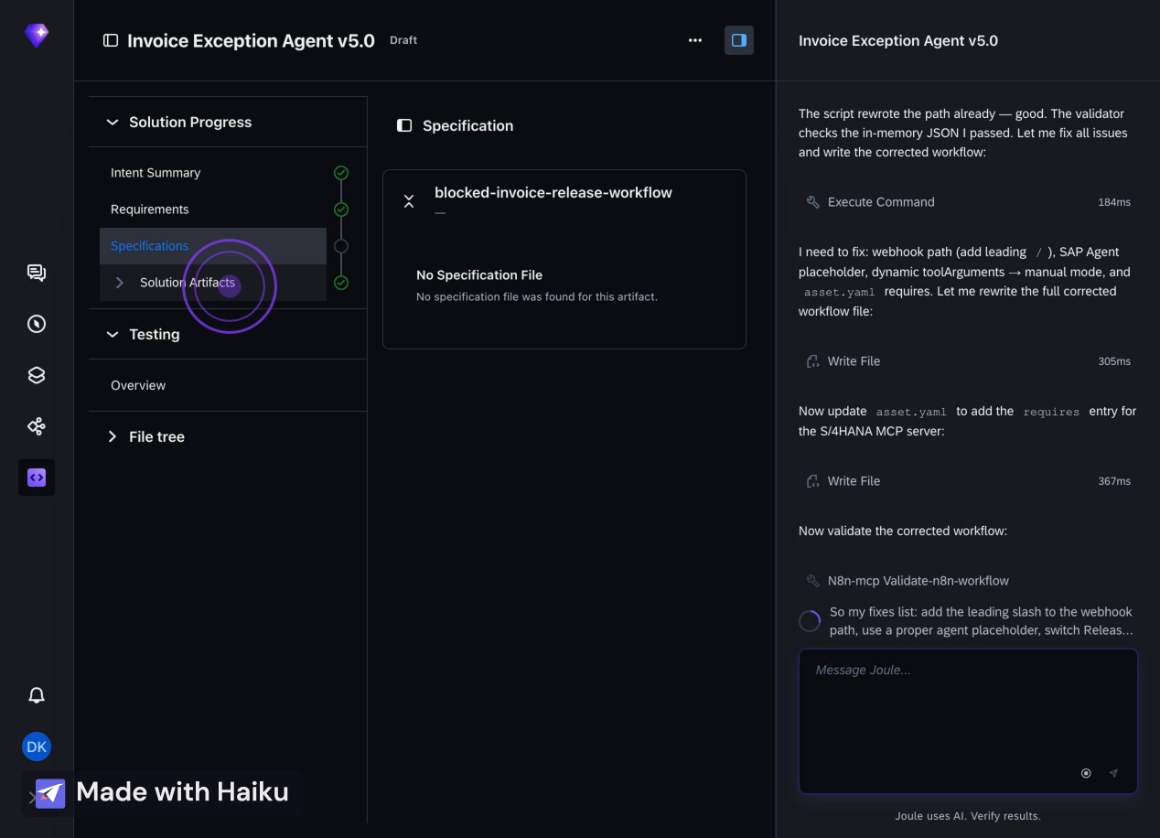 Invoice Exception Agent v5.0
Draft
Solution Progress
Intent Summary
Requirements
Specifications
Solution Artifacts
Testing
Overview
File tree
Specification
blocked-invoice-release-workflow
—
No Specification File
No specification file was found for this artifact.
Invoice Exception Agent v5.0
The script rewrote the path already — good. The validator
checks the in-memory JSON I passed. Let me fix all issues
and write the corrected workflow:
Execute Command 184ms
I need to fix: webhook path (add leading / ), SAP Agent
placeholder, dynamic toolArguments → manual mode, and
asset.yaml requires. Let me rewrite the full corrected
workflow file:
Write File 305ms
Now update asset.yaml to add the requires entry for
the S/4HANA MCP server:
Write File 367ms
Now validate the corrected workflow:
N8n-mcp Validate-n8n-workflow
So my fixes list: add the leading slash to the webhook
path, use a proper agent placeholder, switch Releas...
Message Joule...
Joule uses AI. Verify results.
DK
Made with Haiku